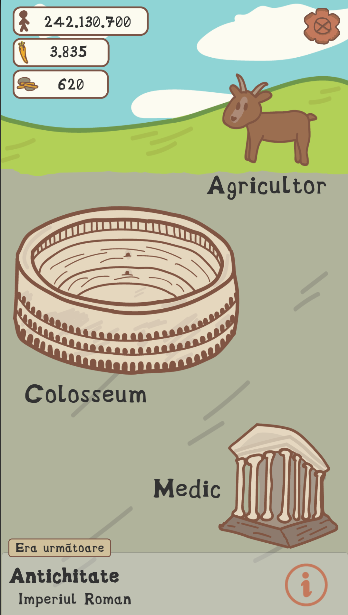 242.130.700
3.835
620
Agricultor
Colosseum
Medic
Era următoare
Antichitate
Imperiul Roman
i